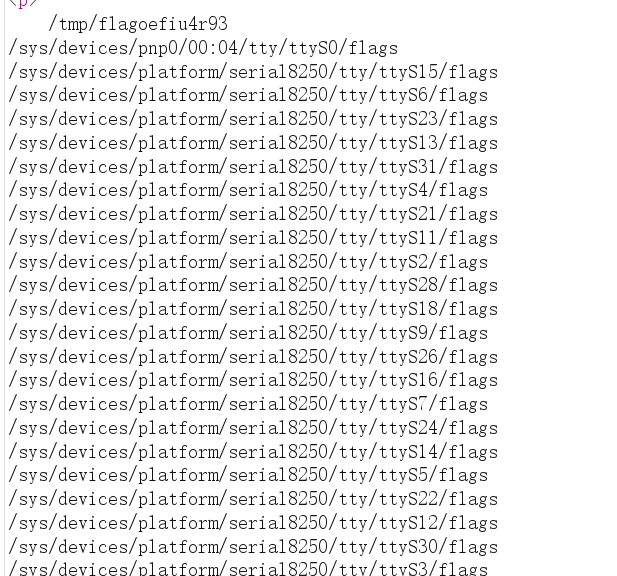 <p>
/tmp/flagoefiu4r93
/sys/devices/pnp0/00:04/tty/ttyS0/flags
/sys/devices/platform/serial8250/tty/ttyS15/flags
/sys/devices/platform/serial8250/tty/ttyS6/flags
/sys/devices/platform/serial8250/tty/ttyS23/flags
/sys/devices/platform/serial8250/tty/ttyS13/flags
/sys/devices/platform/serial8250/tty/ttyS31/flags
/sys/devices/platform/serial8250/tty/ttyS4/flags
/sys/devices/platform/serial8250/tty/ttyS21/flags
/sys/devices/platform/serial8250/tty/ttyS11/flags
/sys/devices/platform/serial8250/tty/ttyS2/flags
/sys/devices/platform/serial8250/tty/ttyS28/flags
/sys/devices/platform/serial8250/tty/ttyS18/flags
/sys/devices/platform/serial8250/tty/ttyS9/flags
/sys/devices/platform/serial8250/tty/ttyS26/flags
/sys/devices/platform/serial8250/tty/ttyS16/flags
/sys/devices/platform/serial8250/tty/ttyS7/flags
/sys/devices/platform/serial8250/tty/ttyS24/flags
/sys/devices/platform/serial8250/tty/ttyS14/flags
/sys/devices/platform/serial8250/tty/ttyS5/flags
/sys/devices/platform/serial8250/tty/ttyS22/flags
/sys/devices/platform/serial8250/tty/ttyS12/flags
/sys/devices/platform/serial8250/tty/ttyS30/flags
/sys/devices/platform/serial8250/tty/ttyS3/flags